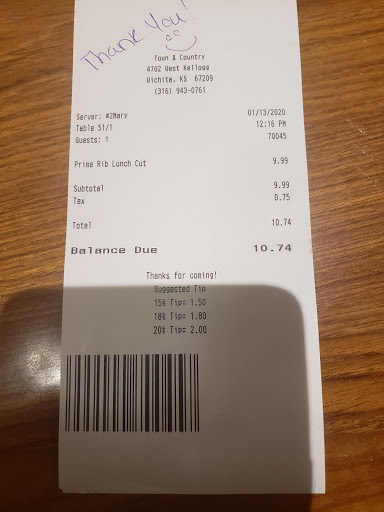 Thank You!
Town & Country
4702 West Kellogg
Wichita, KS 67209
(316) 943-0761
Server: #2Mary 01/13/2020
Table 51/1 12:16 PM
Guests: 1 70045
Prime Rib Lunch Cut 9.99
Subtotal 9.99
Tax 0.75
Total 10.74
Balance Due 10.74
Thanks for coming!
Suggested Tip
15% Tip= 1.50
18% Tip= 1.80
20% Tip= 2.00